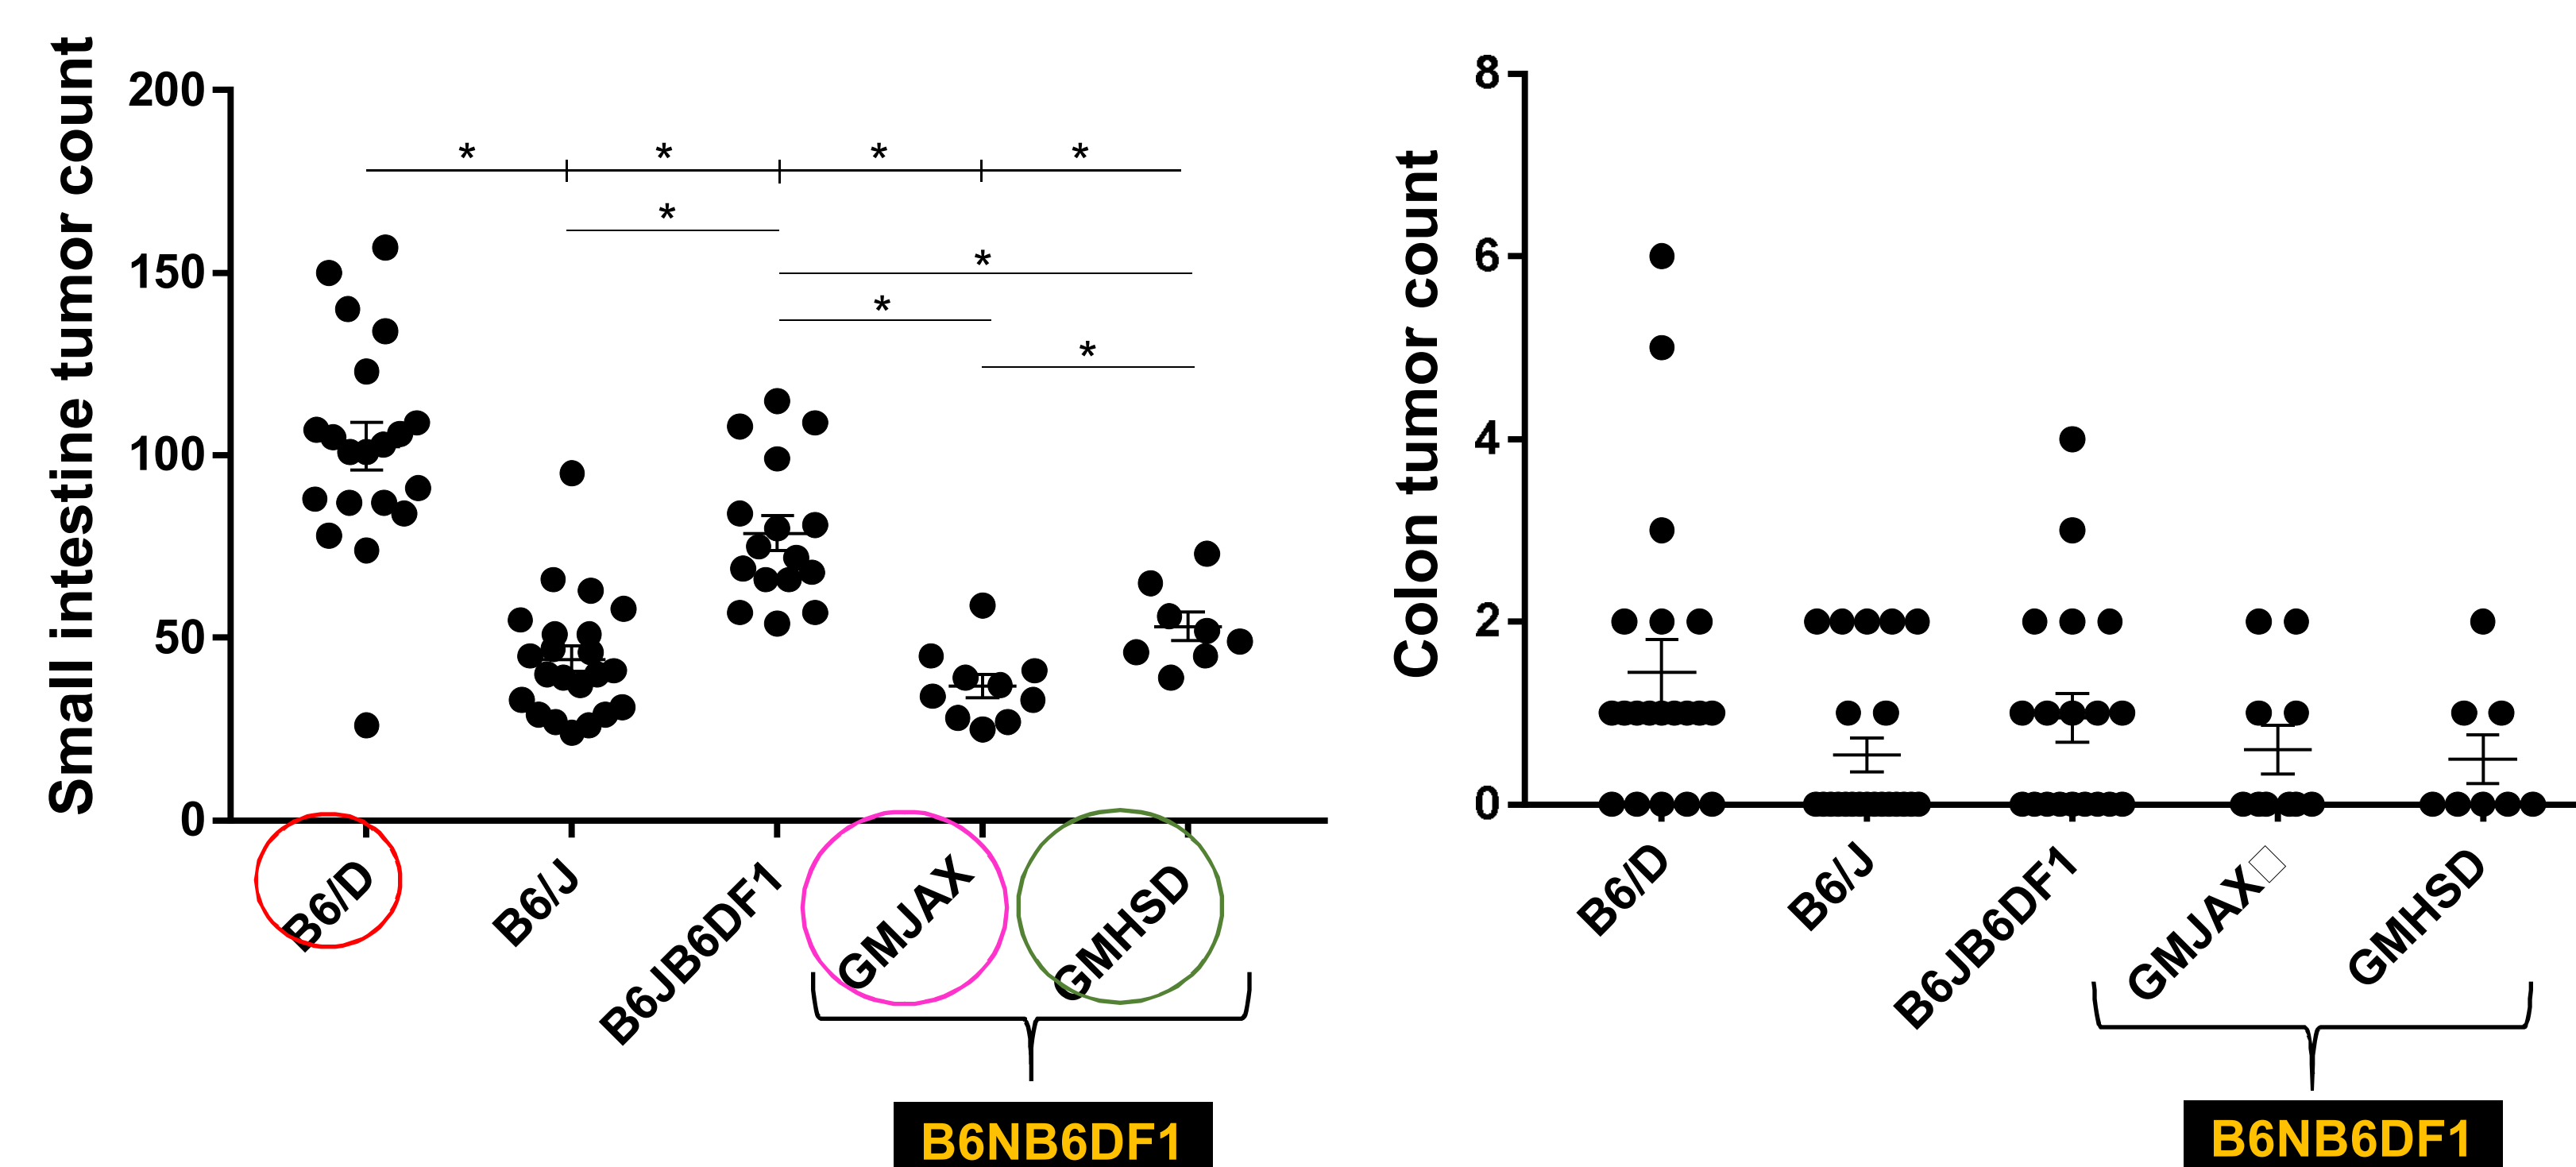 Small intestine tumor count
200
150
100
50
0
*
*
*
*
*
*
*
*
B6/D
B6/J
B6JB6DF1
GMJAX
GMHSD
B6NB6DF1
Colon tumor count
8
6
4
2
0
B6/D
B6/J
B6JB6DF1
GMJAX
GMHSD
B6NB6DF1